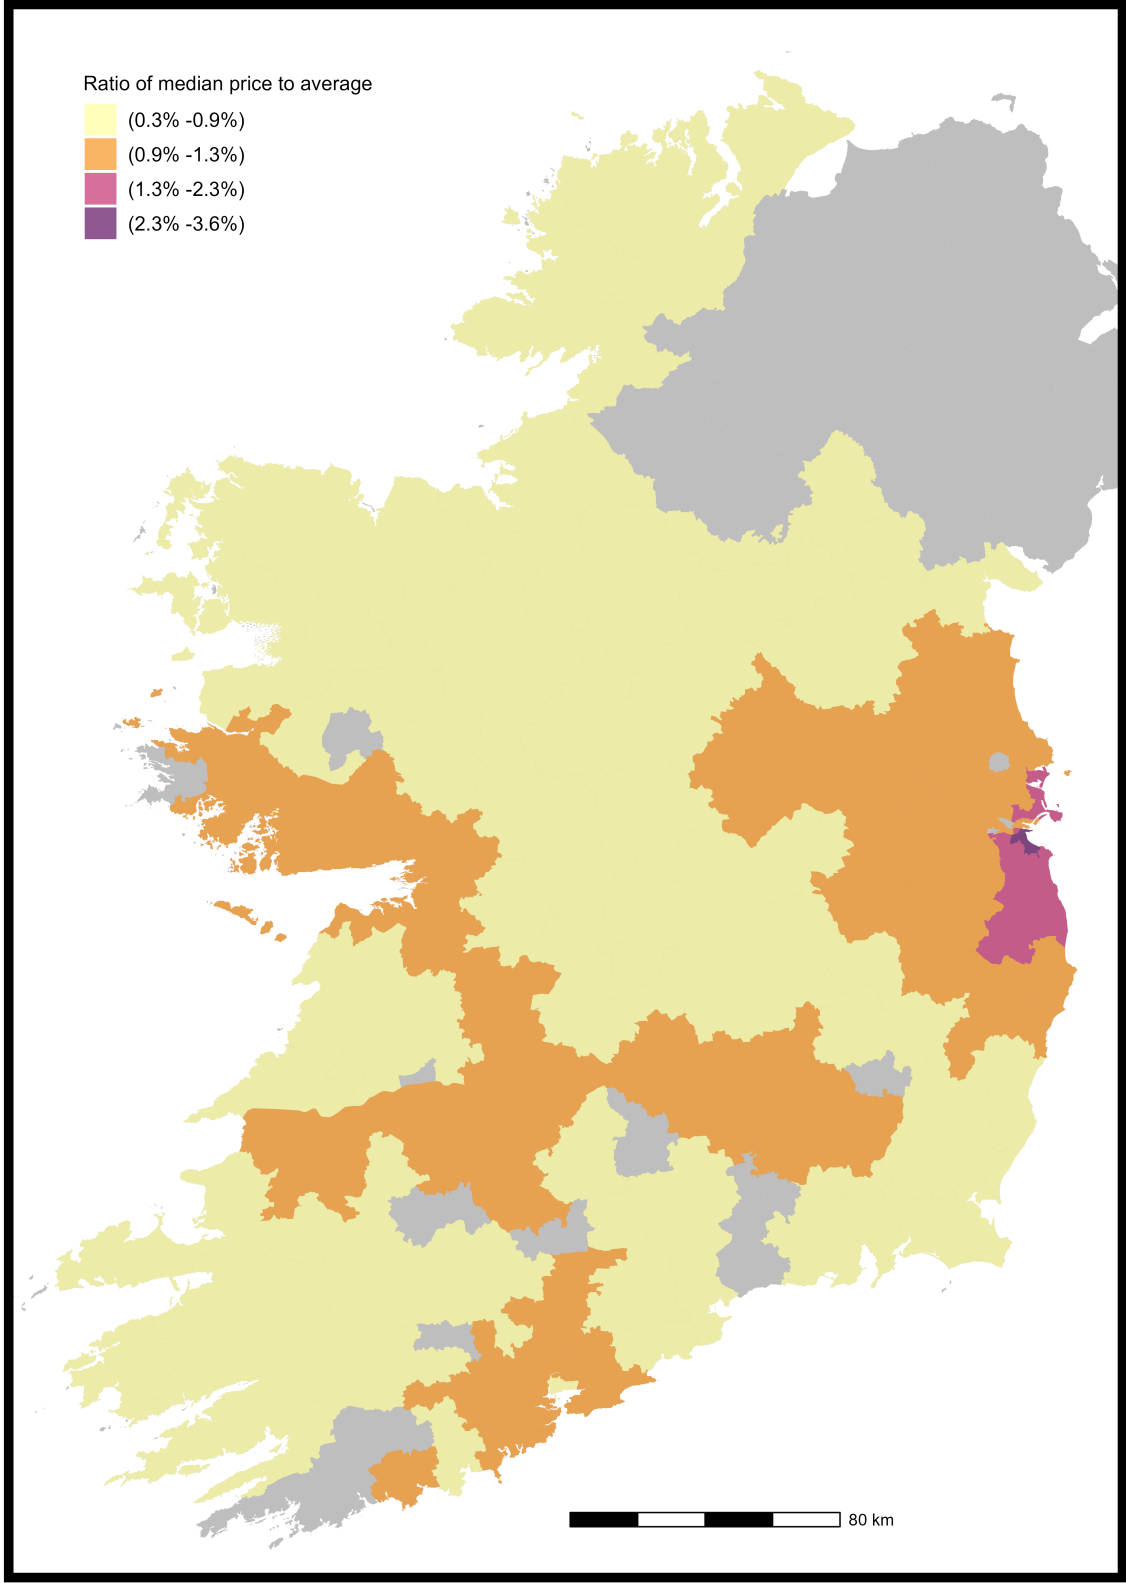 Ratio of median price to average
(0.3% -0.9%)
(0.9% -1.3%)
(1.3% -2.3%)
(2.3% -3.6%)
80 km